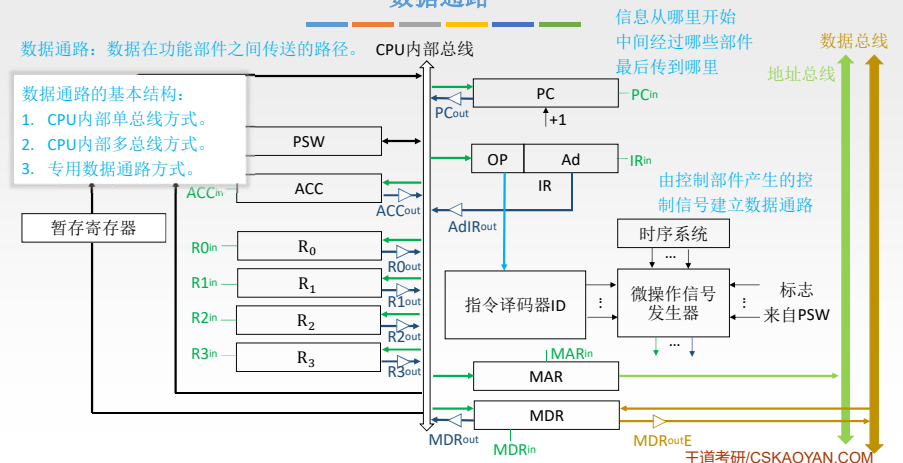 数据通路
数据通路：数据在功能部件之间传送的路径。
CPU内部总线
信息从哪里开始
中间经过哪些部件
最后传到哪里
数据总线
地址总线
数据通路的基本结构：
1. CPU内部单总线方式。
2. CPU内部多总线方式。
3. 专用数据通路方式。
PC
PCin
PCout
+1
PSW
OP
Ad
IRin
IR
ACC
ACCin
ACCout
AdIRout
由控制部件产生的控
制信号建立数据通路
暂存寄存器
时序系统
...
R0in
R0
R0out
R1in
R1
R1out
R2in
R2
R2out
R3in
R3
R3out
指令译码器ID
...
微操作信号
发生器
...
标志
来自PSW
...
MARin
MAR
MDR
MDRout
MDRin
MDRoutE
王道考研/CSKAOYAN.COM